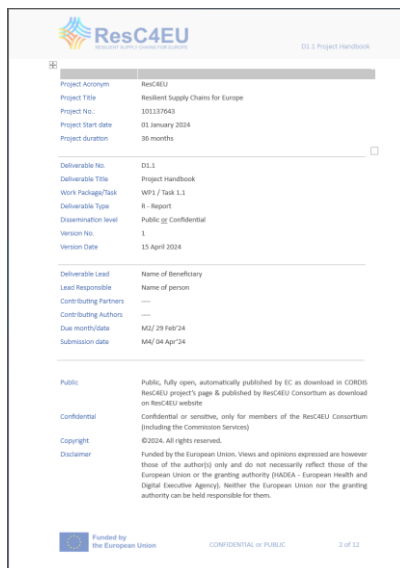 ResC4EU
RESILIENT SUPPLY CHAINS FOR EUROPE
D1.1 Project Handbook
Project Acronym ResC4EU
Project Title Resilient Supply Chains for Europe
Project No.: 101137643
Project Start date 01 January 2024
Project duration 36 months
Deliverable No. D1.1
Deliverable Title Project Handbook
Work Package/Task WP1 / Task 1.1
Deliverable Type R - Report
Dissemination level Public or Confidential
Version No. 1
Version Date 15 April 2024
Deliverable Lead Name of Beneficiary
Lead Responsible Name of person
Contributing Partners ----
Contributing Authors ----
Due month/date M2/ 29 Feb'24
Submission date M4/ 04 Apr'24
Public Public, fully open, automatically published by EC as download in CORDIS
ResC4EU project's page & published by ResC4EU Consortium as download
on ResC4EU website
Confidential Confidential or sensitive, only for members of the ResC4EU Consortium
(including the Commission Services)
Copyright ©2024. All rights reserved.
Disclaimer Funded by the European Union. Views and opinions expressed are however
those of the author(s) only and do not necessarily reflect those of the
European Union or the granting authority (HADEA - European Health and
Digital Executive Agency). Neither the European Union nor the granting
authority can be held responsible for them.
Funded by
the European Union
CONFIDENTIAL or PUBLIC
2 of 12